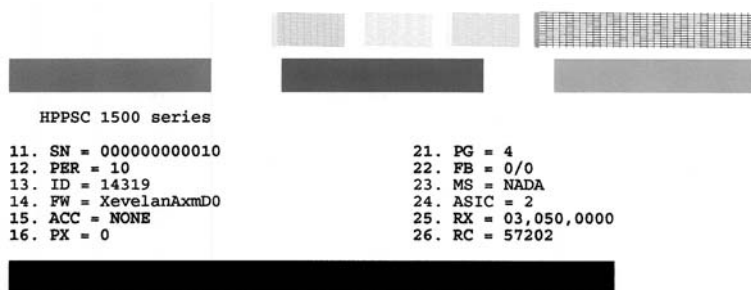 HPPSC 1500 series
11. SN = 000000000010
12. PER = 10
13. ID = 14319
14. FW = XevelanAxmD0
15. ACC = NONE
16. PX = 0
21. PG = 4
22. FB = 0/0
23. MS = NADA
24. ASIC = 2
25. RX = 03,050,0000
26. RC = 57202